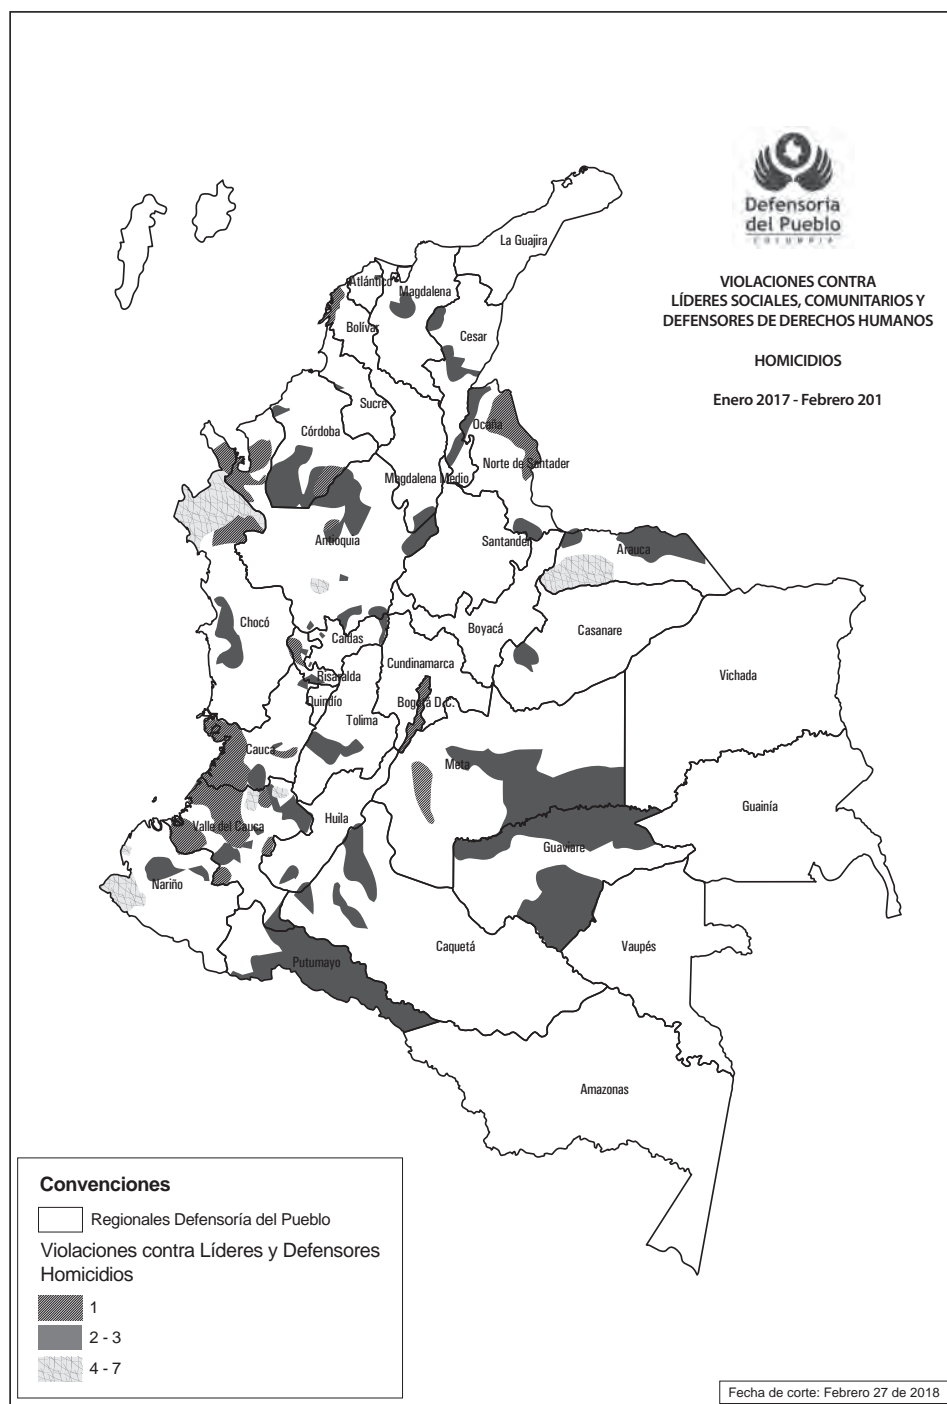 Defensoría
del Pueblo
COLOMBIA
VIOLACIONES CONTRA
LÍDERES SOCIALES, COMUNITARIOS Y
DEFENSORES DE DERECHOS HUMANOS
HOMICIDIOS
Enero 2017 - Febrero 201
La Guajira
Atlántico
Magdalena
Bolívar
Cesar
Sucre
Córdoba
Ocaña
Norte de Santader
Magdalena Medio
Antioquia
Santander
Arauca
Chocó
Caldas
Boyacá
Casanare
Cundinamarca
Risaralda
Vichada
Quindío
Bogotá D.C.
Tolima
Cauca
Meta
Guainía
Huila
Valle del Cauca
Guaviare
Nariño
Caquetá
Vaupés
Putumayo
Amazonas
Convenciones
Regionales Defensoría del Pueblo
Violaciones contra Líderes y Defensores
Homicidios
1
2 - 3
4 - 7
Fecha de corte: Febrero 27 de 2018